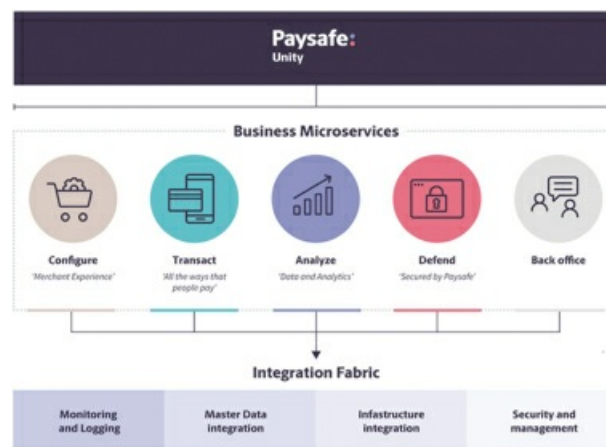 Paysafe:
Unity
Business Microservices
Configure
'Merchant Experience'
Transact
'All the ways that
people pay'
Analyze
'Data and Analytics'
Defend
'Secured by Paysafe'
Back office
Integration Fabric
Monitoring
and Logging
Master Data
integration
Infastructure
integration
Security and
management